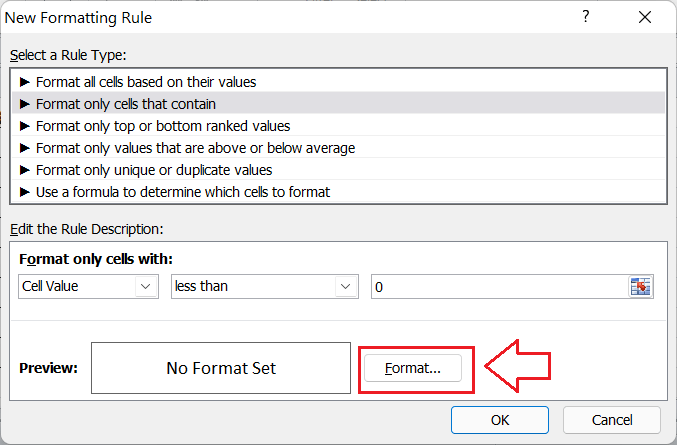 New Formatting Rule ?
Select a Rule Type:
► Format all cells based on their values
► Format only cells that contain
► Format only top or bottom ranked values
► Format only values that are above or below average
► Format only unique or duplicate values
► Use a formula to determine which cells to format
Edit the Rule Description:
Format only cells with:
Cell Value less than 0
Preview: No Format Set Format...
OK Cancel